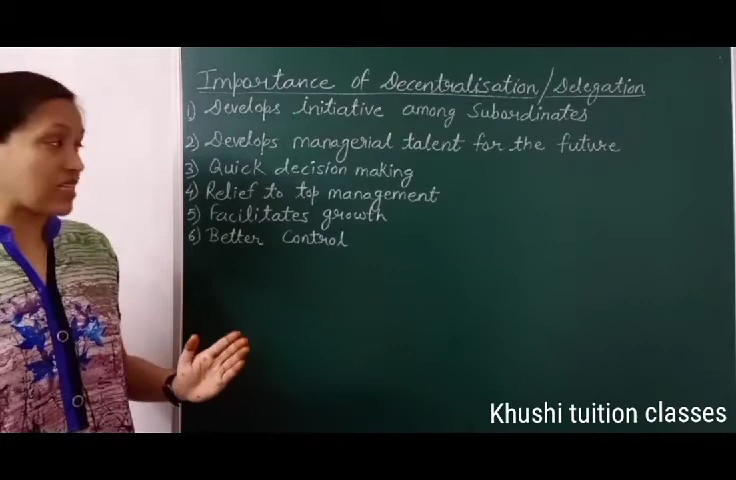 Importance of Decentralisation/Delegation
1) Develops initiative among Subordinates
2) Develops managerial talent for the future
3) Quick decision making
4) Relief to top management
5) Facilitates growth
6) Better Control
Khushi tuition classes